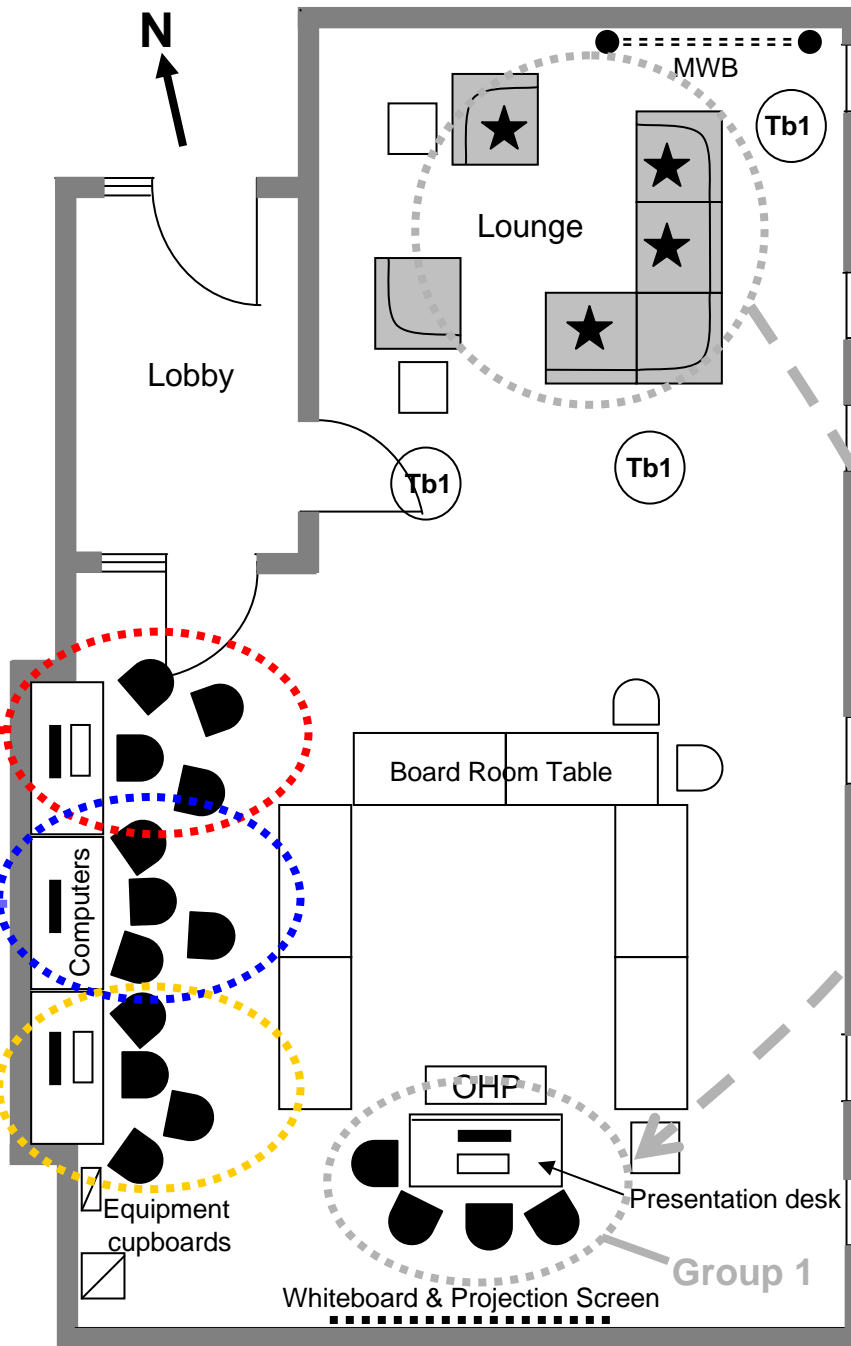 N
MWB
Tb1
Lounge
Lobby
Tb1
Tb1
Board Room Table
Computers
OHP
Presentation desk
Equipment
cupboards
Group 1
Whiteboard & Projection Screen